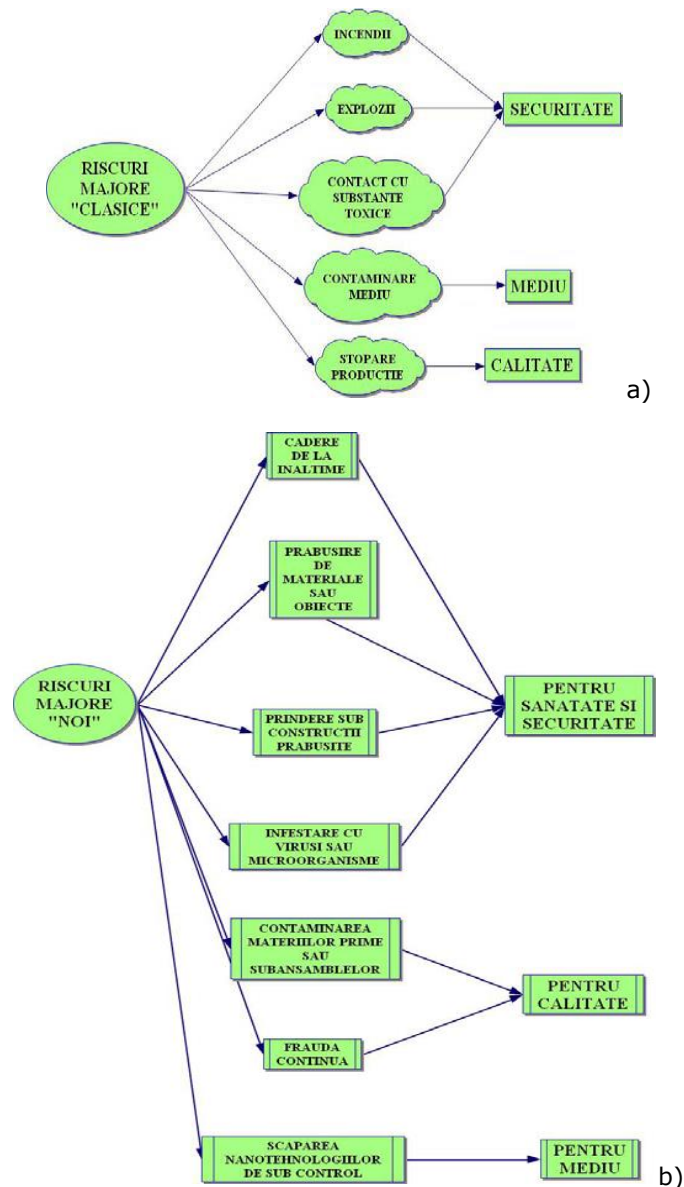 INCENDII
EXPLOZII
SECURITATE
RISCURI
MAJORE
"CLASICE"
CONTACT CU
SUBSTANTE
TOXICE
CONTAMINARE
MEDIU
MEDIU
STOPARE
PRODUCTIE
CALITATE
a)
CADERE
DE LA
INALTIME
PRABUSIRE
DE
MATERIALE
SAU
OBIECTE
RISCURI
MAJORE
"NOI"
PENTRU
SANATATE SI
SECURITATE
PRINDERE SUB
CONSTRUCTII
PRABUSITE
INFESTARE CU
VIRUSI SAU
MICROORGANISME
CONTAMINAREA
MATERIILOR PRIME
SAU
SUBANSAMBLELOR
PENTRU
CALITATE
FRAUDA
CONTINUA
SCAPAREA
NANOTEHNOLOGIILOR
DE SUB CONTROL
PENTRU
MEDIU
b)